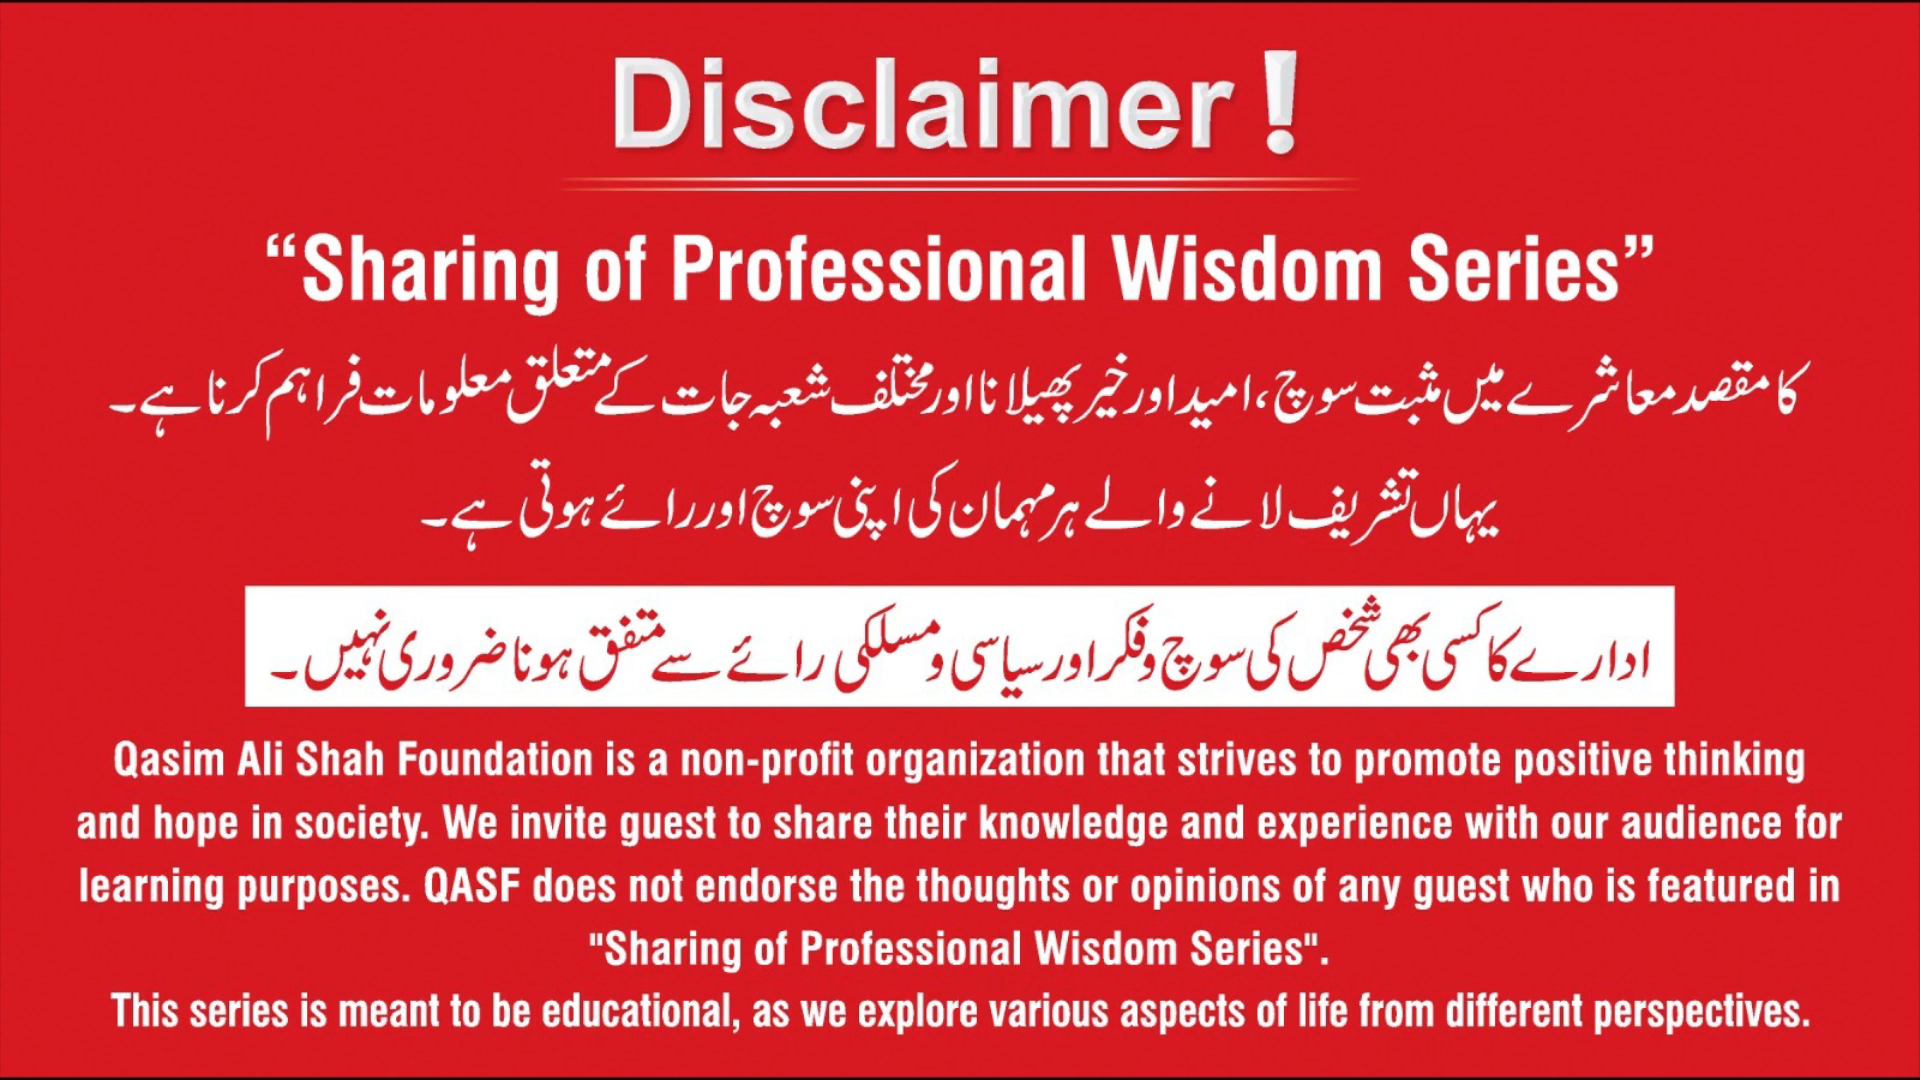 Disclaimer!
“Sharing of Professional Wisdom Series”
کا مقصد معاشرے میں مثبت سوچ، امید اور خیر پھیلانا اور مختلف شعبہ جات کے متعلق معلومات فراہم کرنا ہے۔
یہاں تشریف لانے والے ہر مہمان کی اپنی سوچ اور رائے ہوتی ہے۔
ادارے کا کسی بھی شخص کی سوچ و فکر اور سیاسی و مسلکی رائے سے متفق ہونا ضروری نہیں۔
Qasim Ali Shah Foundation is a non-profit organization that strives to promote positive thinking
and hope in society. We invite guest to share their knowledge and experience with our audience for
learning purposes. QASF does not endorse the thoughts or opinions of any guest who is featured in
"Sharing of Professional Wisdom Series".
This series is meant to be educational, as we explore various aspects of life from different perspectives.